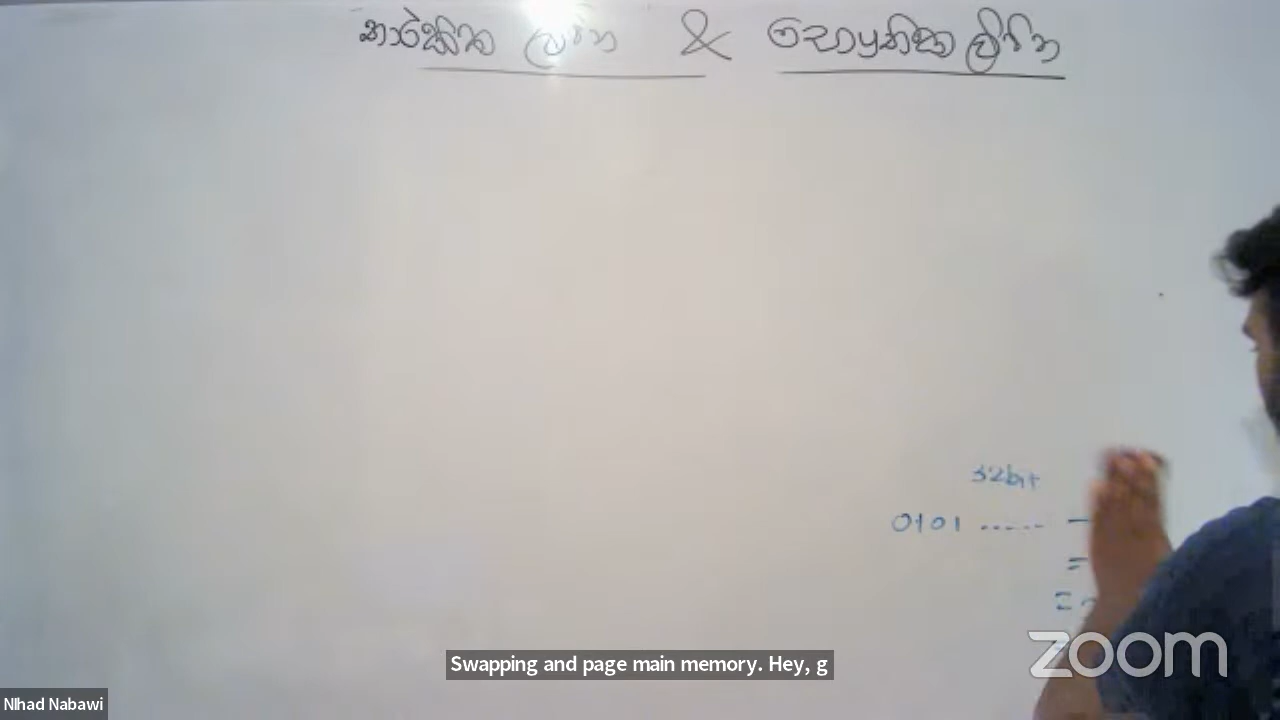 තාර්කික ලිපින & භෞතික ලිපින
32bit
0101 ......
Swapping and page main memory. Hey, g
zoom
NIhad Nabawi